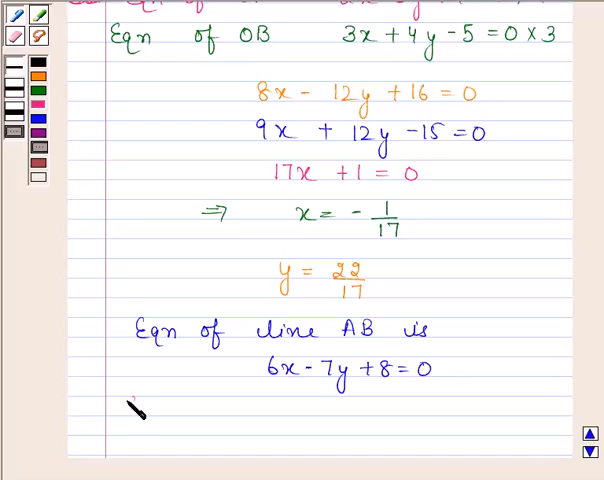 Eqn of OB 3x + 4y - 5 = 0 × 3
8x - 12y + 16 = 0
9x + 12y - 15 = 0
17x + 1 = 0
⇒ x = - 1/17
y = 22/17
Eqn of line AB is
6x - 7y + 8 = 0